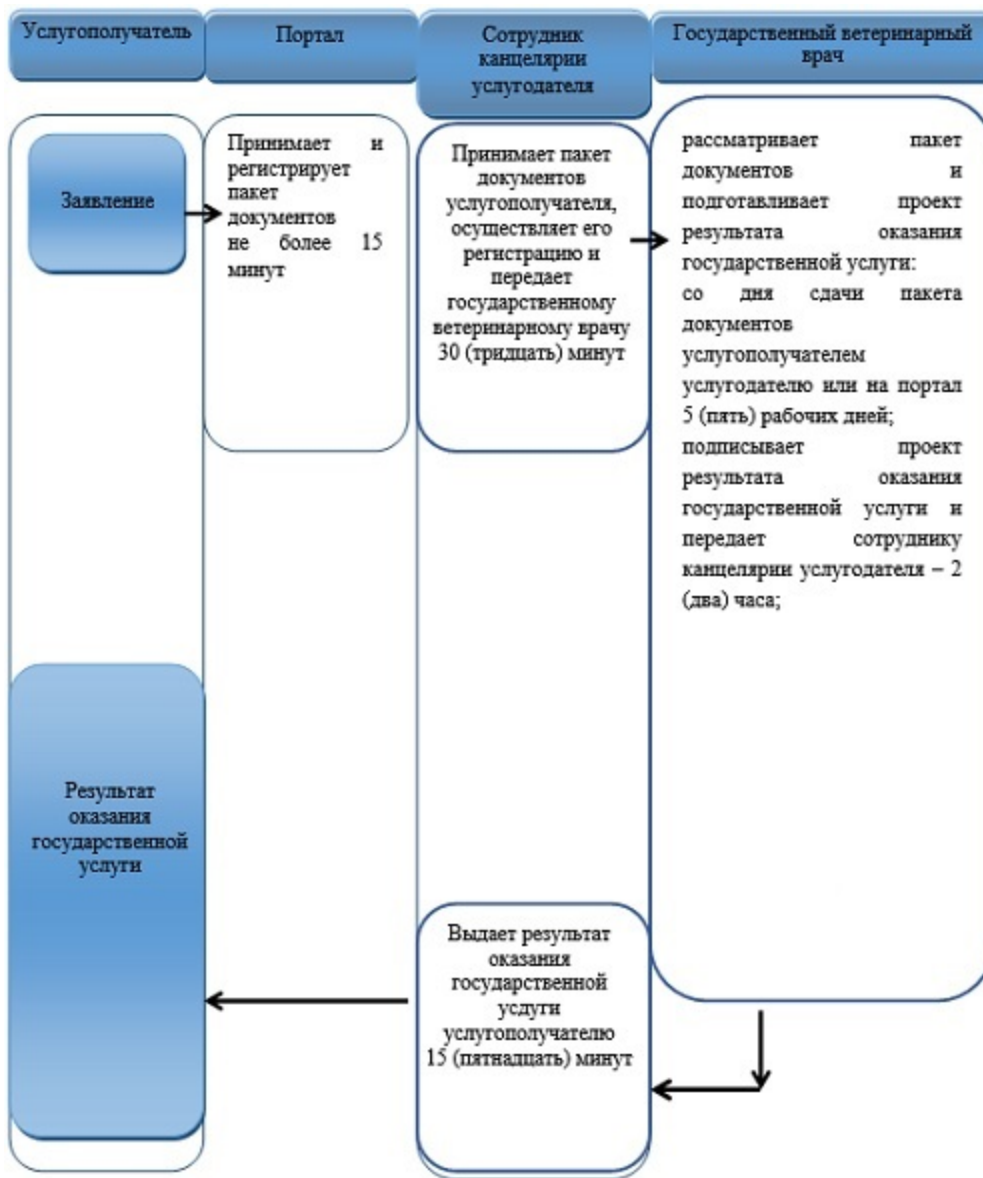 Услугополучатель
Портал
Сотрудник
канцелярии
услугодателя
Государственный ветеринарный
врач
Заявление
Принимает и
регистрирует
пакет
документов
не более 15
минут
Принимает пакет
документов
услугополучателя,
осуществляет его
регистрацию и
передает
государственному
ветеринарному врачу
30 (тридцать) минут
рассматривает пакет
документов и
подготавливает проект
результата оказания
государственной услуги:
со дня сдачи пакета
документов
услугополучателем
услугодателю или на портал
5 (пять) рабочих дней;
подписывает проект
результата оказания
государственной услуги и
передает сотруднику
канцелярии услугодателя – 2
(два) часа;
Результат
оказания
государственной
услуги
Выдает результат
оказания
государственной
усдуги
услугополучателю
15 (пятнадцать) минут